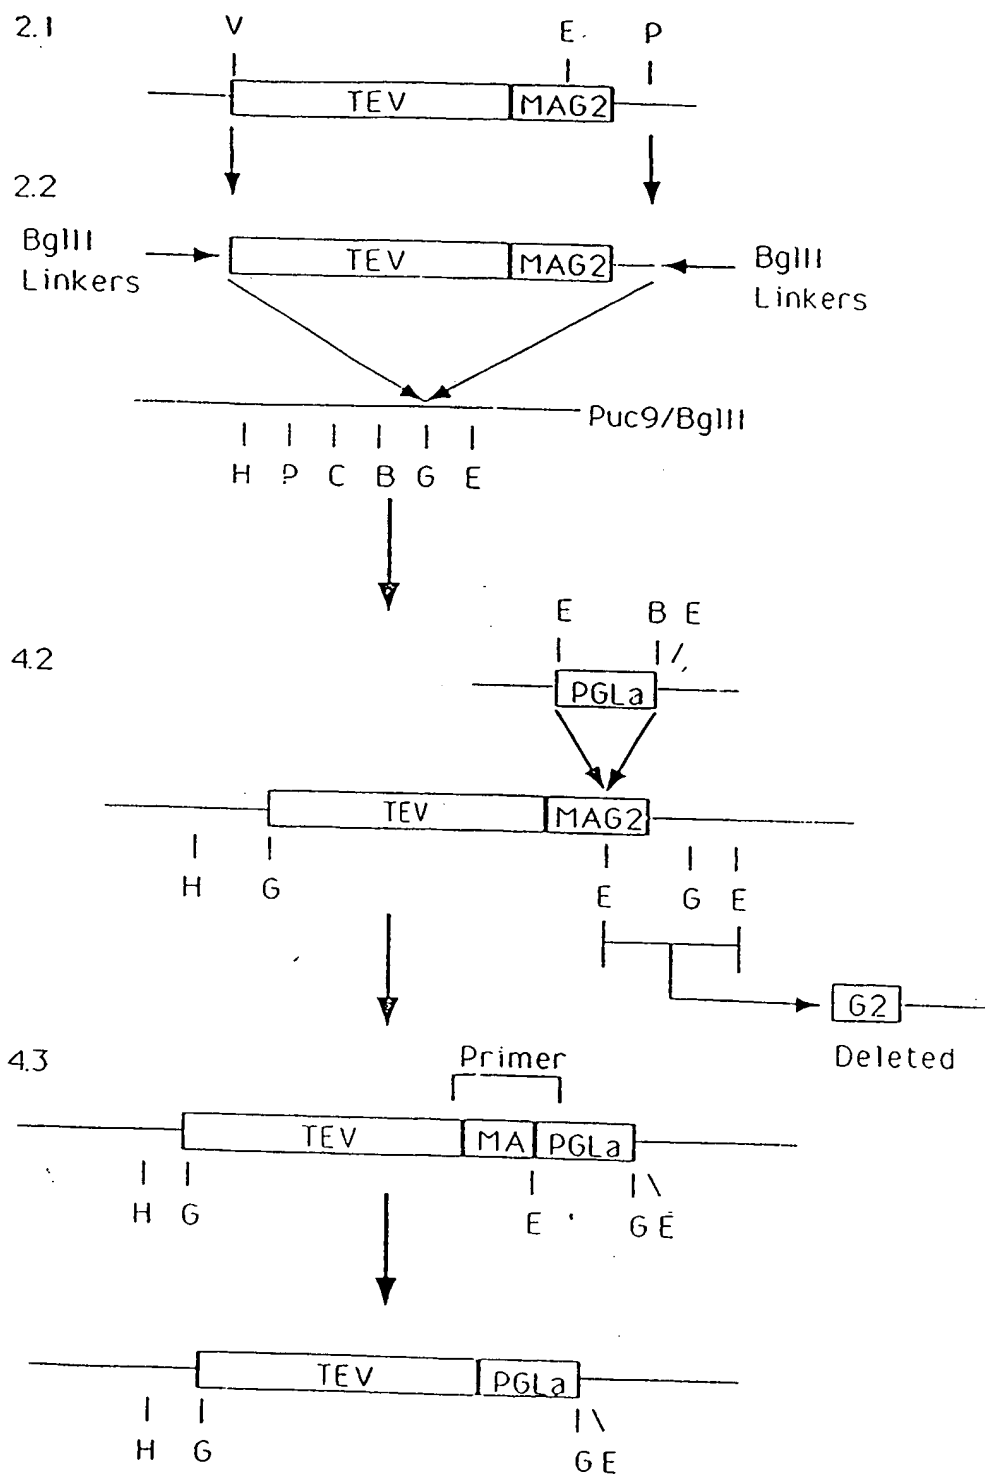 2.1
V E P
TEV MAG2
2.2
BglII
Linkers
TEV MAG2
BglII
Linkers
Puc9/BglII
H P C B G E
E B E
4.2
PGLa
TEV MAG2
H G E G E
G2
Deleted
4.3
Primer
TEV MA PGLa
H G E G E
TEV PGLa
H G G E